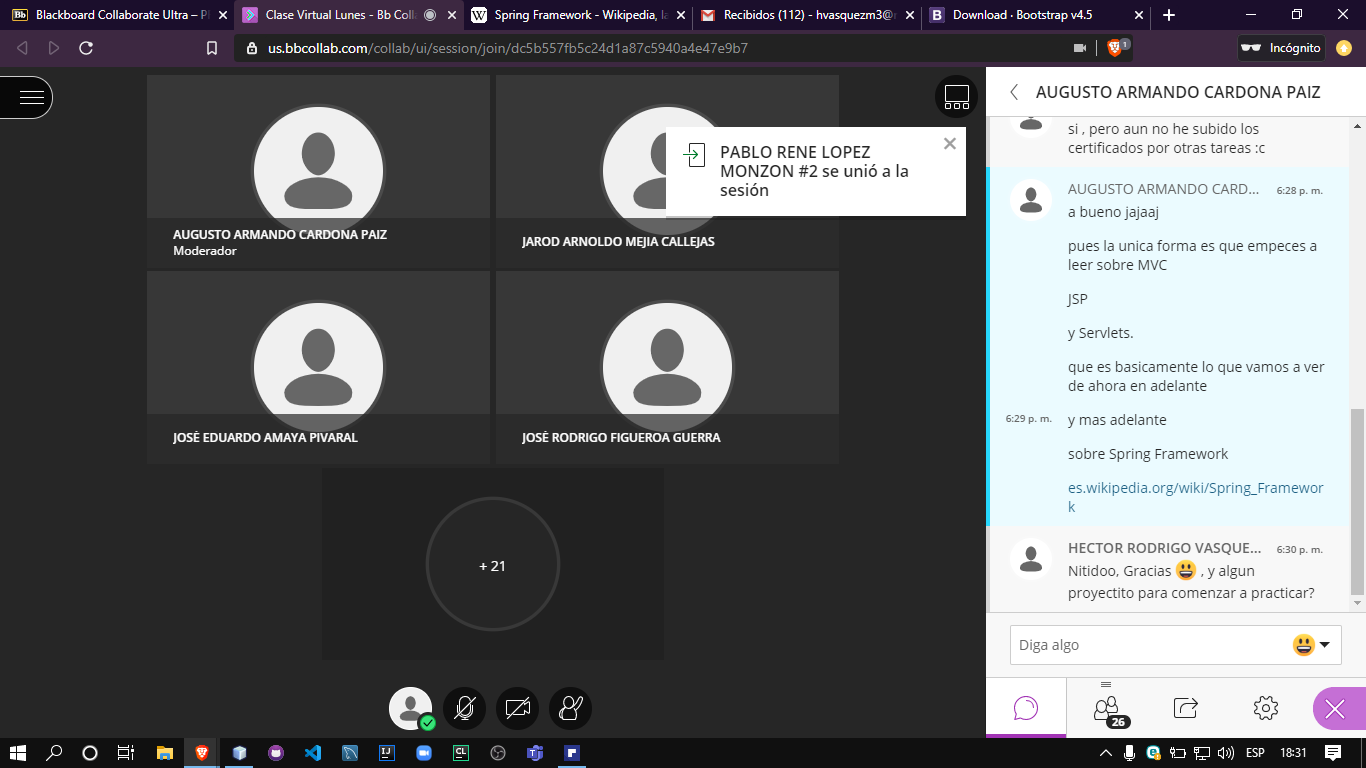 Blackboard Collaborate Ultra – Pl
Clase Virtual Lunes - Bb Coll
Spring Framework - Wikipedia, la
Recibidos (112) - hvasquezm3@r
Download · Bootstrap v4.5
us.bbcollab.com/collab/ui/session/join/dc5b557fb5c24d1a87c5940a4e47e9b7
1
Incógnito
AUGUSTO ARMANDO CARDONA PAIZ
Moderador
JAROD ARNOLDO MEJIA CALLEJAS
JOSÉ EDUARDO AMAYA PIVARAL
JOSÉ RODRIGO FIGUEROA GUERRA
+ 21
PABLO RENE LOPEZ
MONZON #2 se unió a la
sesión
AUGUSTO ARMANDO CARDONA PAIZ
si , pero aun no he subido los
certificados por otras tareas :c
AUGUSTO ARMANDO CARD... 6:28 p. m.
a bueno jajaaj
pues la unica forma es que empeces a
leer sobre MVC
JSP
y Servlets.
que es basicamente lo que vamos a ver
de ahora en adelante
6:29 p. m. y mas adelante
sobre Spring Framework
es.wikipedia.org/wiki/Spring_Framewor
k
HECTOR RODRIGO VASQUE... 6:30 p. m.
Nitidoo, Gracias 😃 , y algun
proyectito para comenzar a practicar?
Diga algo
26
ESP
18:31